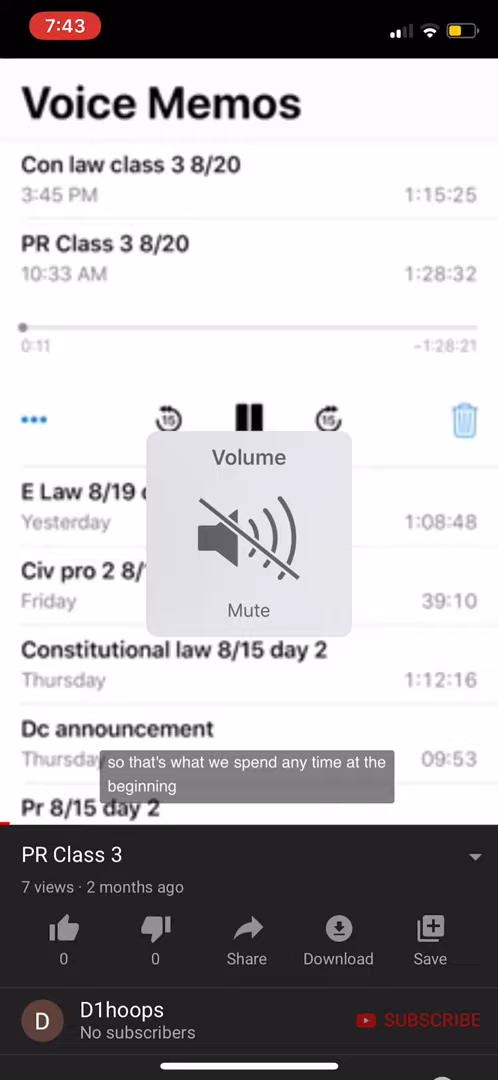 7:43
Voice Memos
Con law class 3 8/20
3:45 PM
1:15:25
PR Class 3 8/20
10:33 AM
1:28:32
0:11
-1:28:21
15
15
Volume
Mute
E Law 8/19
Yesterday
1:08:48
Civ pro 2 8/
Friday
39:10
Constitutional law 8/15 day 2
Thursday
1:12:16
Dc announcement
Thursday
09:53
so that's what we spend any time at the
beginning
Pr 8/15 day 2
PR Class 3
7 views · 2 months ago
0
0
Share
Download
Save
D
D1hoops
No subscribers
SUBSCRIBE